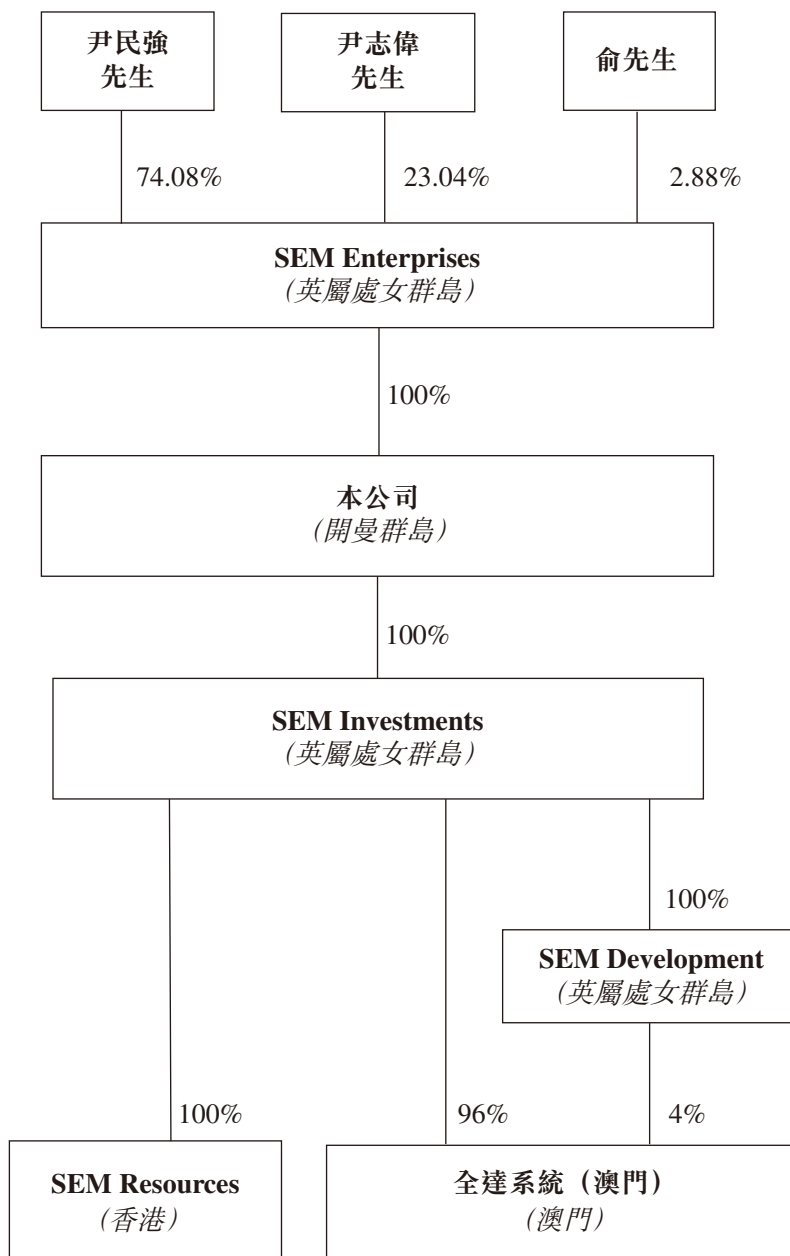 尹民強
先生
尹志偉
先生
俞先生
74.08%
23.04%
2.88%
SEM Enterprises
（英屬處女群島）
100%
本公司
（開曼群島）
100%
SEM Investments
（英屬處女群島）
100%
SEM Development
（英屬處女群島）
100%
96%
4%
SEM Resources
（香港）
全達系統（澳門）
（澳門）